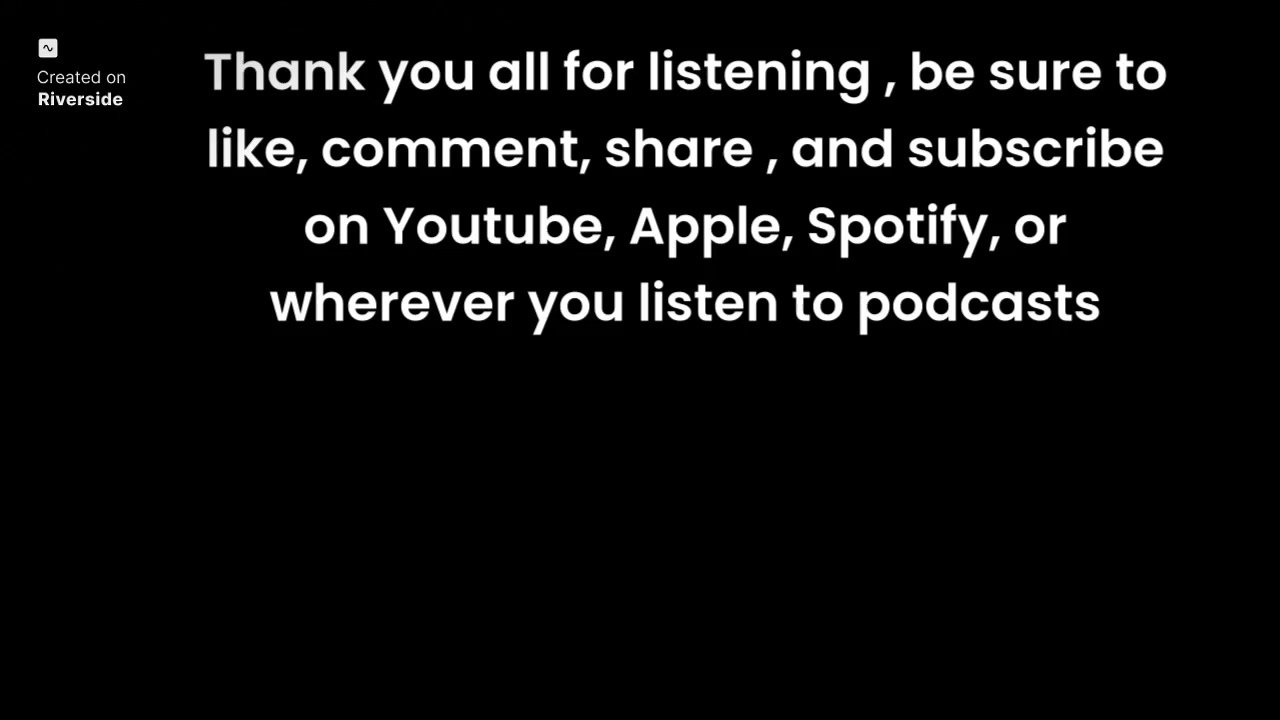 Created on
Riverside
Thank you all for listening , be sure to
like, comment, share , and subscribe
on Youtube, Apple, Spotify, or
wherever you listen to podcasts